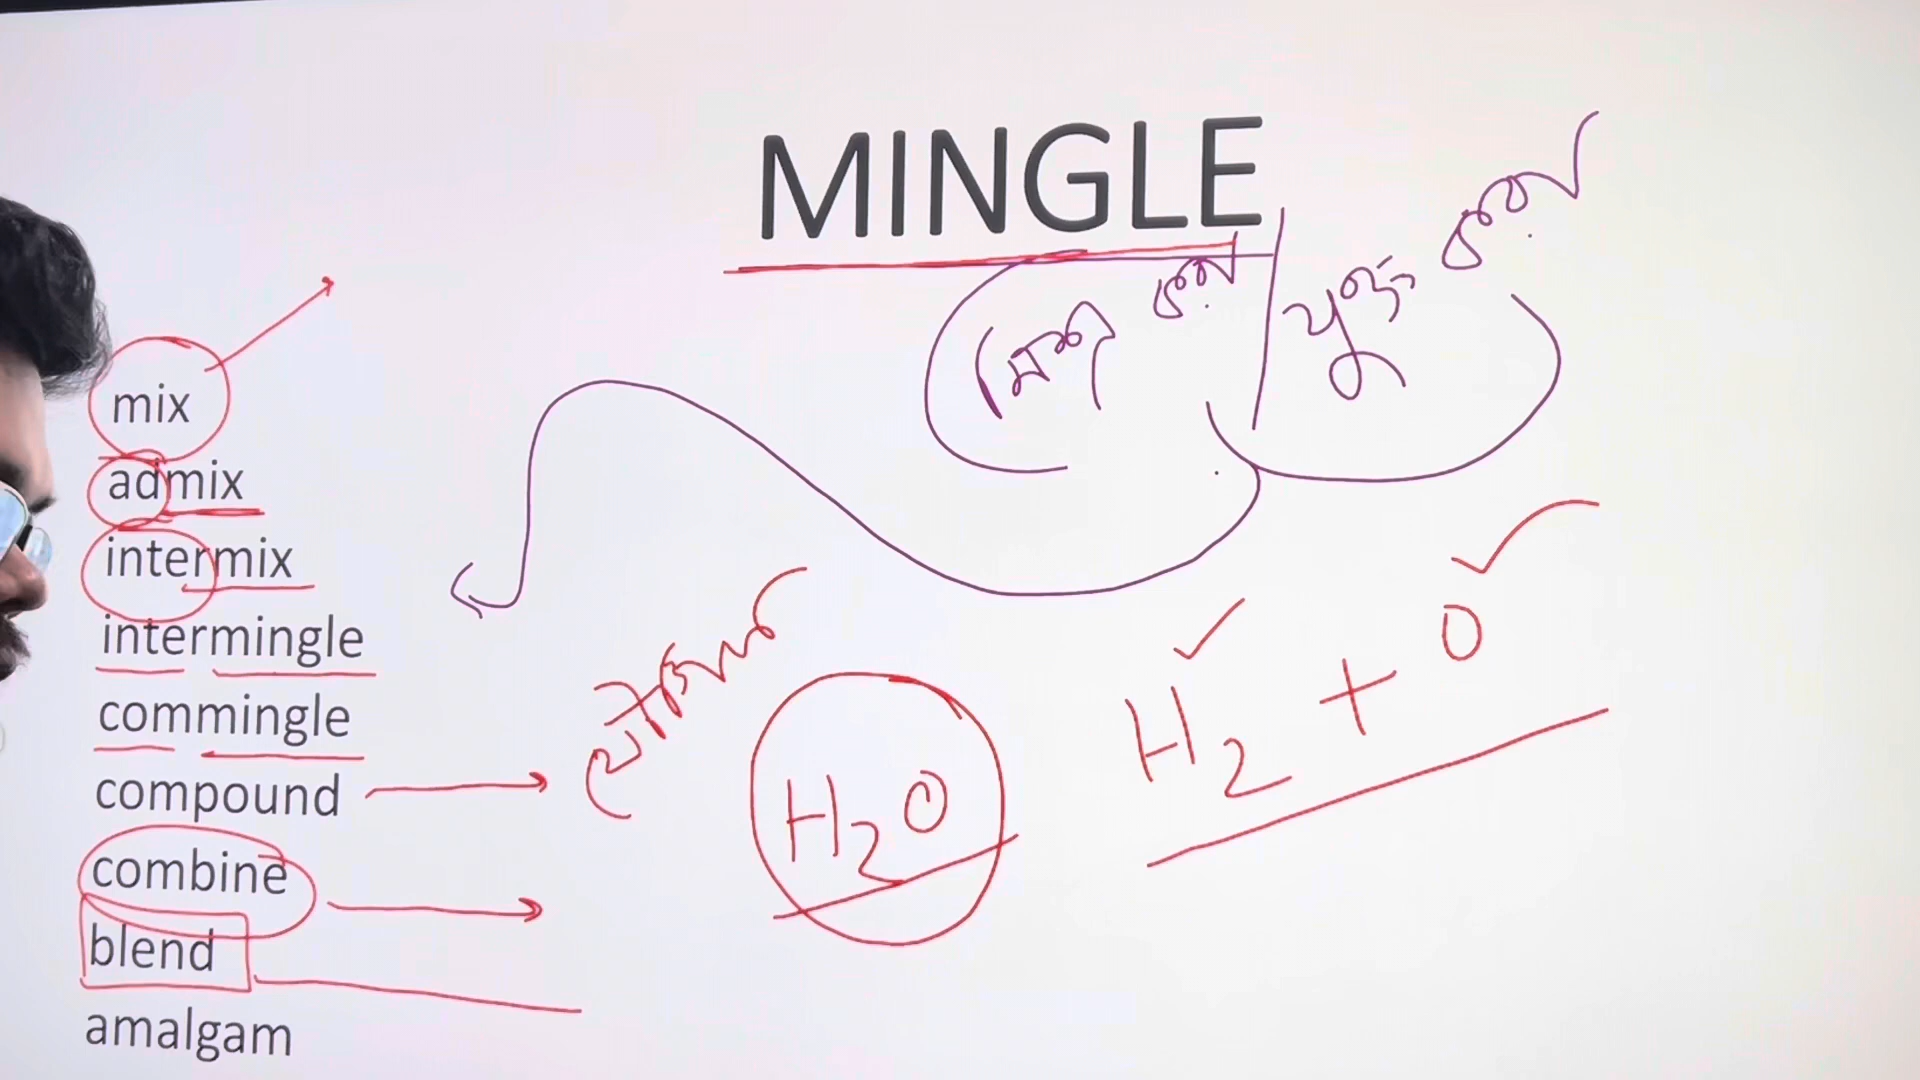 MINGLE
মিশ্র করা
যুক্ত করা
mix
admix
intermix
intermingle
commingle
compound
যৌগিক
combine
blend
amalgam
H2O
H2 + O